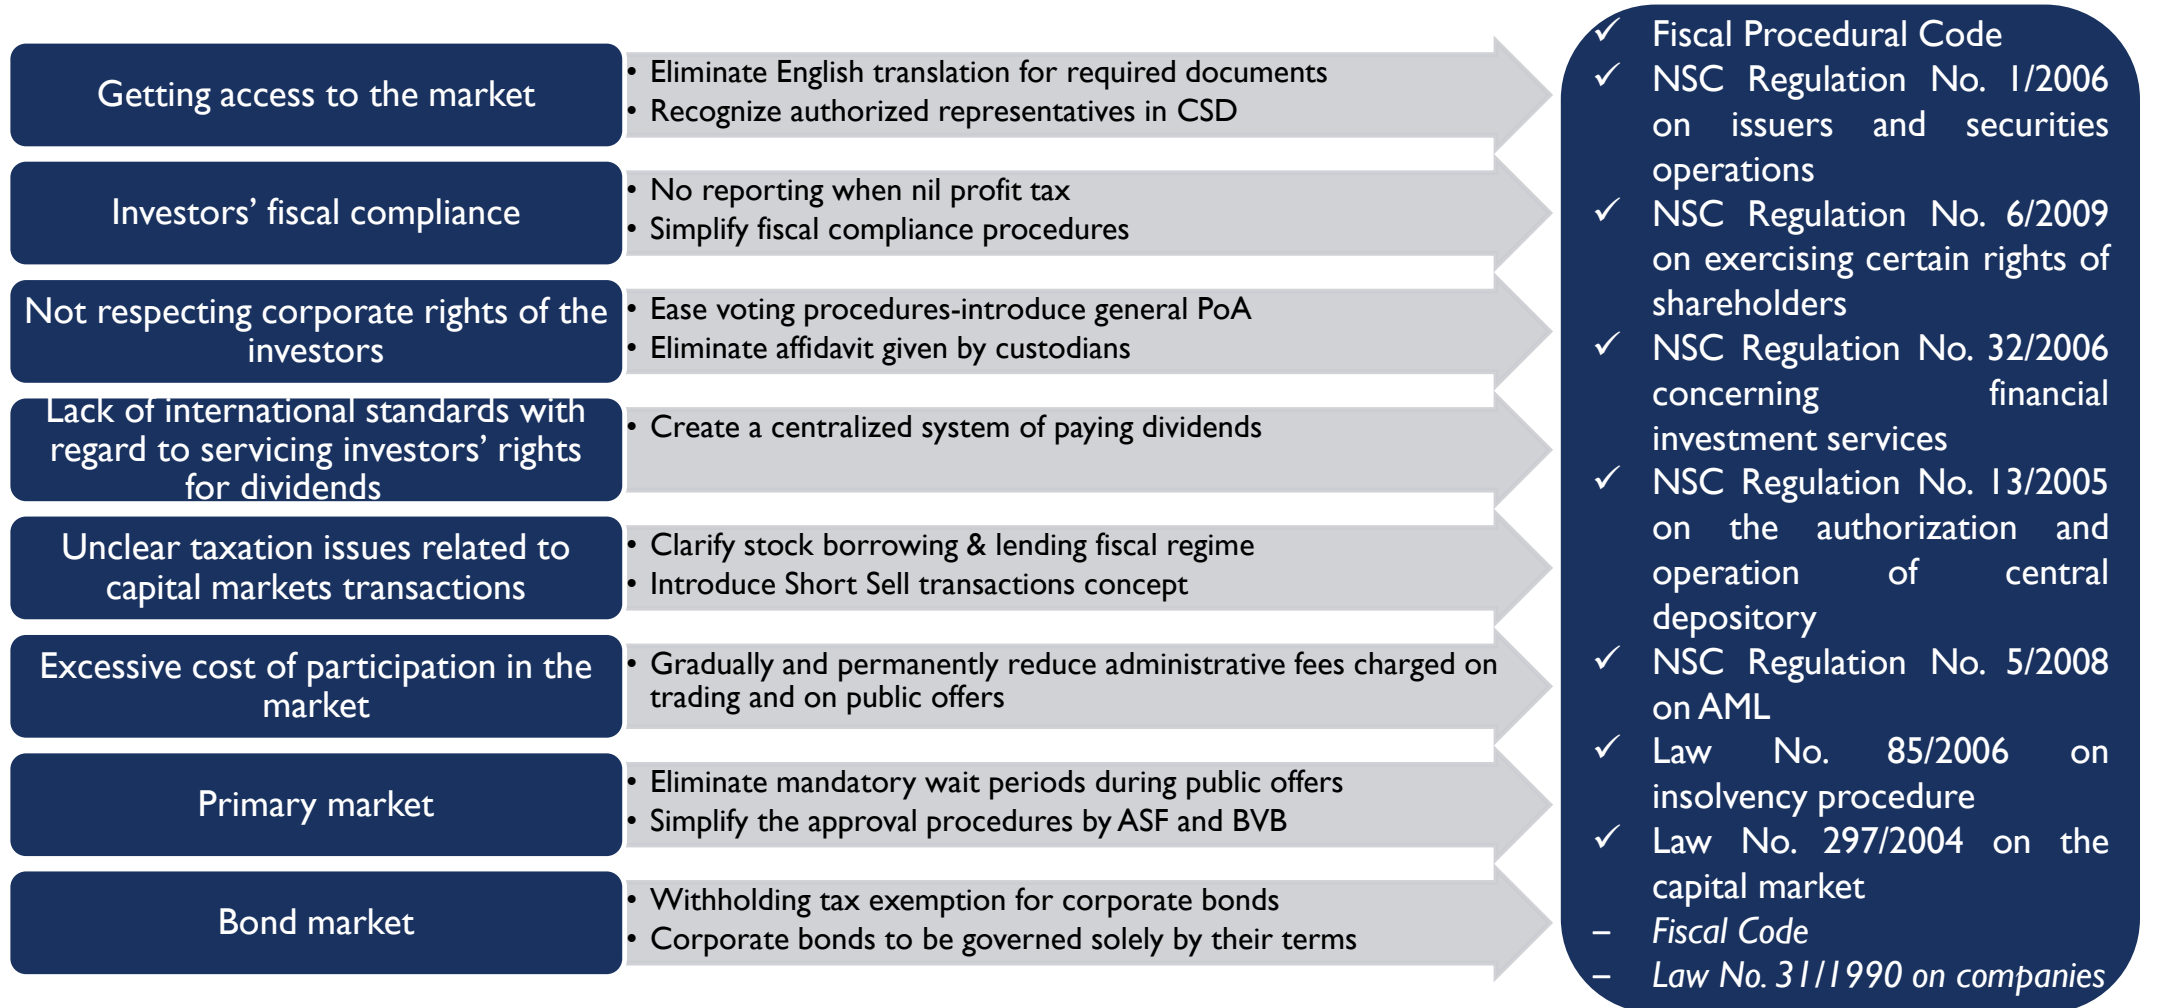 Getting access to the market
• Eliminate English translation for required documents
• Recognize authorized representatives in CSD
Investors’ fiscal compliance
• No reporting when nil profit tax
• Simplify fiscal compliance procedures
Not respecting corporate rights of the
investors
• Ease voting procedures-introduce general PoA
• Eliminate affidavit given by custodians
Lack of international standards with
regard to servicing investors’ rights
for dividends
• Create a centralized system of paying dividends
Unclear taxation issues related to
capital markets transactions
• Clarify stock borrowing & lending fiscal regime
• Introduce Short Sell transactions concept
Excessive cost of participation in the
market
• Gradually and permanently reduce administrative fees charged on
trading and on public offers
Primary market
• Eliminate mandatory wait periods during public offers
• Simplify the approval procedures by ASF and BVB
Bond market
• Withholding tax exemption for corporate bonds
• Corporate bonds to be governed solely by their terms
✓ Fiscal Procedural Code
✓ NSC Regulation No. 1/2006
on issuers and securities
operations
✓ NSC Regulation No. 6/2009
on exercising certain rights of
shareholders
✓ NSC Regulation No. 32/2006
concerning financial
investment services
✓ NSC Regulation No. 13/2005
on the authorization and
operation of central
depository
✓ NSC Regulation No. 5/2008
on AML
✓ Law No. 85/2006 on
insolvency procedure
✓ Law No. 297/2004 on the
capital market
– Fiscal Code
– Law No. 31/1990 on companies